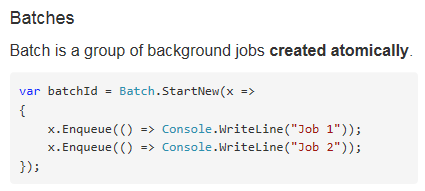 Batches
Batch is a group of background jobs created atomically.
var batchId = Batch.StartNew(x =>
{
    x.Enqueue(() => Console.WriteLine("Job 1"));
    x.Enqueue(() => Console.WriteLine("Job 2"));
});